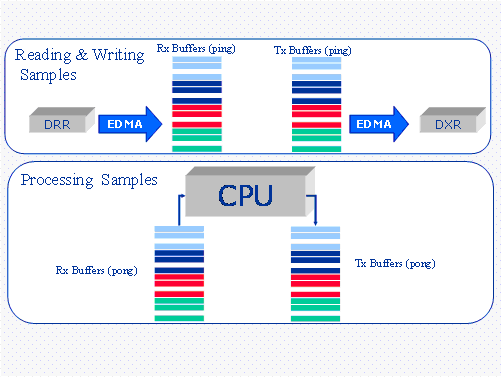 Rx Buffers (ping)
Tx Buffers (ping)
Reading & Writing
Samples
DRR
EDMA
EDMA
DXR
Processing Samples
CPU
Rx Buffers (pong)
Tx Buffers (pong)